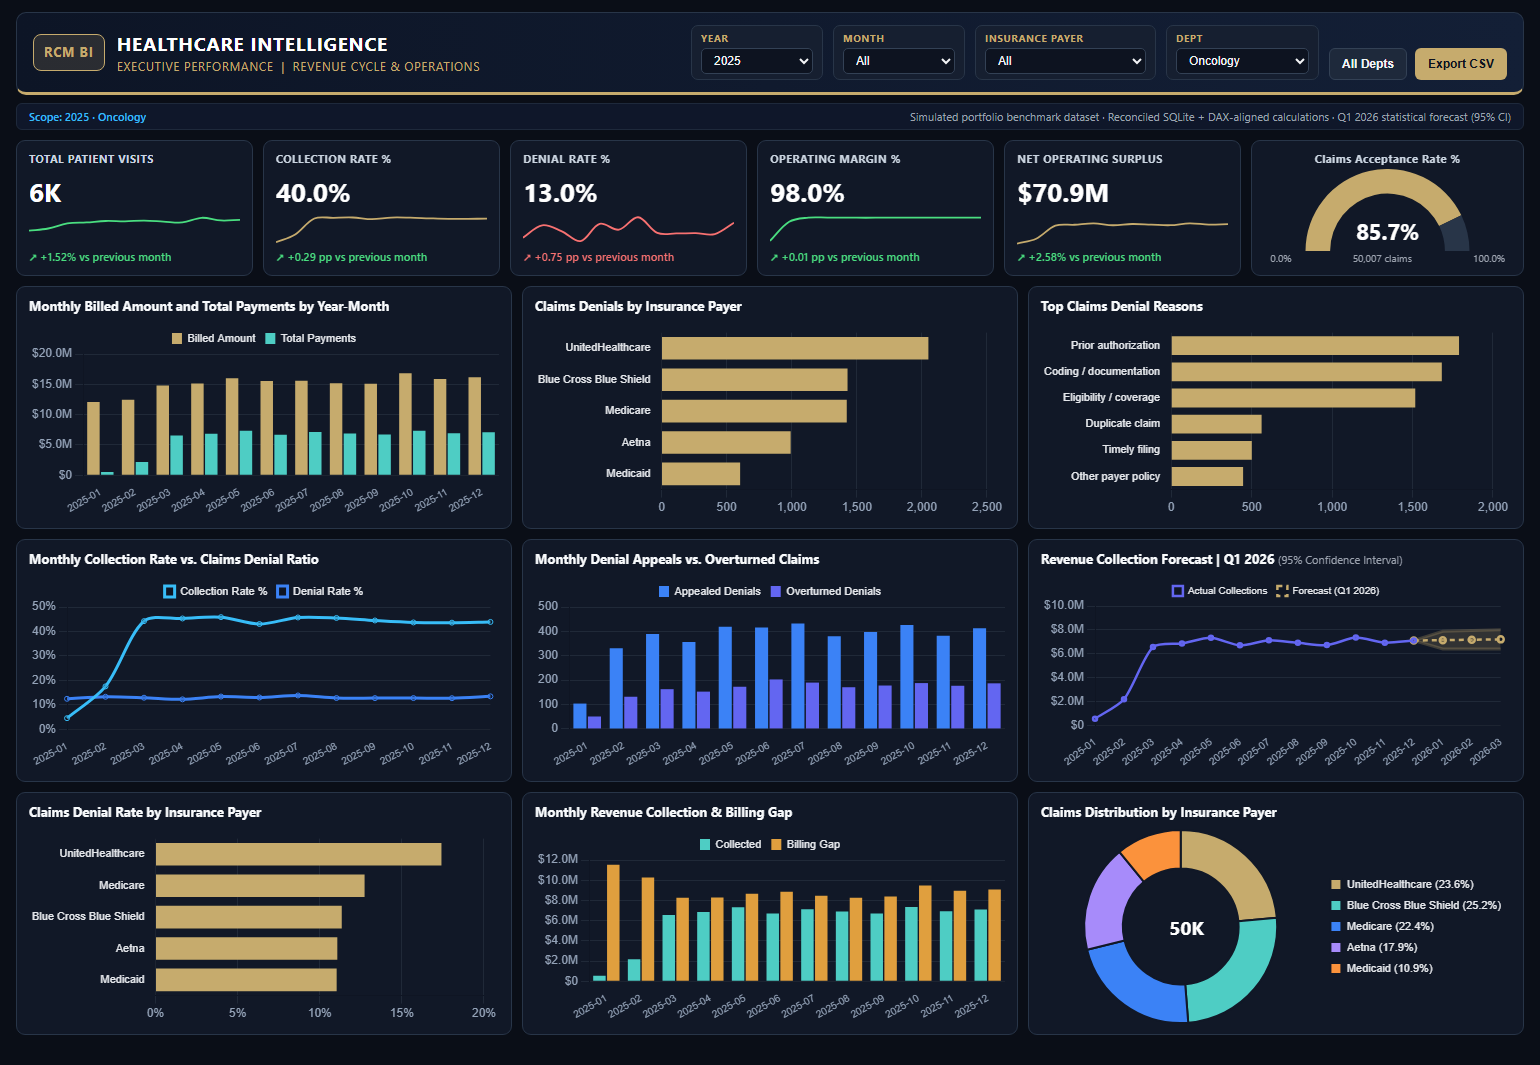 RCM BI
HEALTHCARE INTELLIGENCE
EXECUTIVE PERFORMANCE | REVENUE CYCLE & OPERATIONS
YEAR
2025
MONTH
All
INSURANCE PAYER
All
DEPT
Oncology
All Depts
Export CSV
Scope: 2025 · Oncology
Simulated portfolio benchmark dataset · Reconciled SQLite + DAX-aligned calculations · Q1 2026 statistical forecast (95% CI)
TOTAL PATIENT VISITS
6K
↗ +1.52% vs previous month
COLLECTION RATE %
40.0%
↗ +0.29 pp vs previous month
DENIAL RATE %
13.0%
↗ +0.75 pp vs previous month
OPERATING MARGIN %
98.0%
↗ +0.01 pp vs previous month
NET OPERATING SURPLUS
$70.9M
↗ +2.58% vs previous month
Claims Acceptance Rate %
85.7%
0.0%
50,007 claims
100.0%
Monthly Billed Amount and Total Payments by Year-Month
Billed Amount
Total Payments
$20.0M
$15.0M
$10.0M
$5.0M
$0
2025-01
2025-02
2025-03
2025-04
2025-05
2025-06
2025-07
2025-08
2025-09
2025-10
2025-11
2025-12
Claims Denials by Insurance Payer
UnitedHealthcare
Blue Cross Blue Shield
Medicare
Aetna
Medicaid
0
500
1,000
1,500
2,000
2,500
Top Claims Denial Reasons
Prior authorization
Coding / documentation
Eligibility / coverage
Duplicate claim
Timely filing
Other payer policy
0
500
1,000
1,500
2,000
Monthly Collection Rate vs. Claims Denial Ratio
Collection Rate %
Denial Rate %
50%
40%
30%
20%
10%
0%
2025-01
2025-02
2025-03
2025-04
2025-05
2025-06
2025-07
2025-08
2025-09
2025-10
2025-11
2025-12
Monthly Denial Appeals vs. Overturned Claims
Appealed Denials
Overturned Denials
500
400
300
200
100
0
2025-01
2025-02
2025-03
2025-04
2025-05
2025-06
2025-07
2025-08
2025-09
2025-10
2025-11
2025-12
Revenue Collection Forecast | Q1 2026 (95% Confidence Interval)
Actual Collections
Forecast (Q1 2026)
$10.0M
$8.0M
$6.0M
$4.0M
$2.0M
$0
2025-01
2025-02
2025-03
2025-04
2025-05
2025-06
2025-07
2025-08
2025-09
2025-10
2025-11
2025-12
2026-01
2026-02
2026-03
Claims Denial Rate by Insurance Payer
UnitedHealthcare
Medicare
Blue Cross Blue Shield
Aetna
Medicaid
0%
5%
10%
15%
20%
Monthly Revenue Collection & Billing Gap
Collected
Billing Gap
$12.0M
$10.0M
$8.0M
$6.0M
$4.0M
$2.0M
$0
2025-01
2025-02
2025-03
2025-04
2025-05
2025-06
2025-07
2025-08
2025-09
2025-10
2025-11
2025-12
Claims Distribution by Insurance Payer
50K
UnitedHealthcare (23.6%)
Blue Cross Blue Shield (25.2%)
Medicare (22.4%)
Aetna (17.9%)
Medicaid (10.9%)